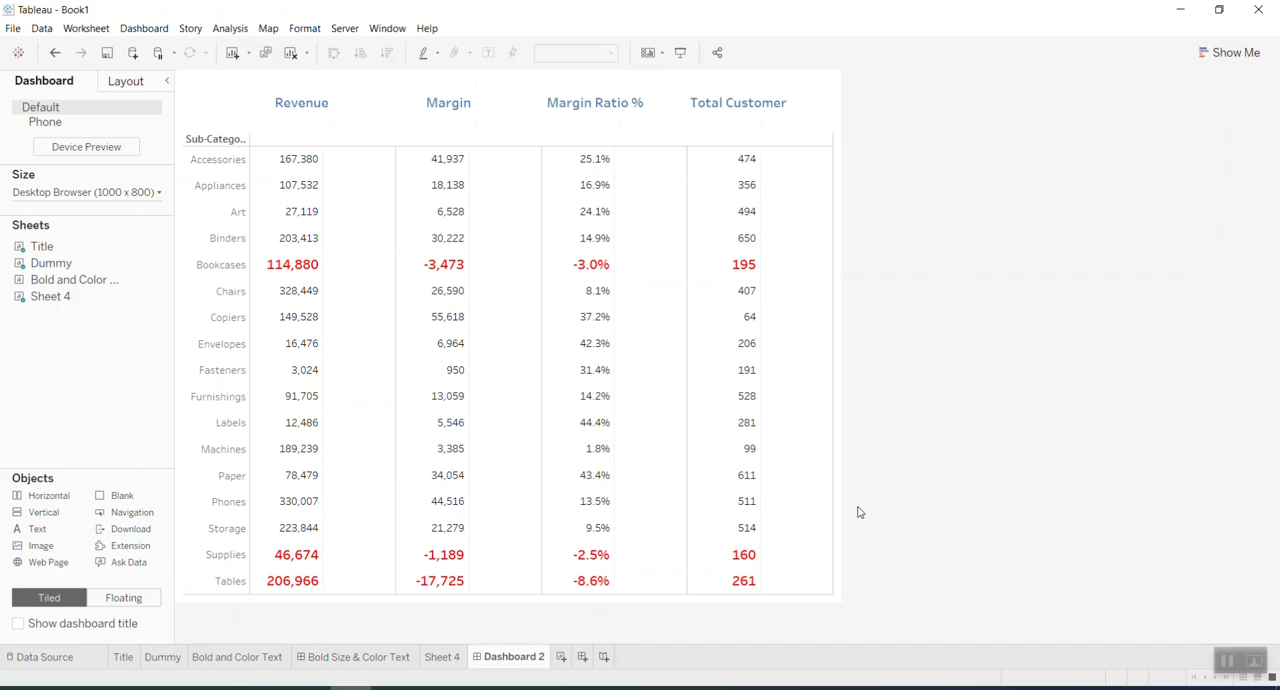 Tableau - Book1
File Data Worksheet Dashboard Story Analysis Map Format Server Window Help
Show Me
Dashboard Layout
Default
Phone
Device Preview
Size
Desktop Browser (1000 x 800)
Sheets
Title
Dummy
Bold and Color ...
Sheet 4
Objects
Horizontal Blank
Vertical Navigation
Text Download
Image Extension
Web Page Ask Data
Tiled Floating
Show dashboard title
Revenue Margin Margin Ratio % Total Customer
Sub-Catego..
Accessories 167,380 41,937 25.1% 474
Appliances 107,532 18,138 16.9% 356
Art 27,119 6,528 24.1% 494
Binders 203,413 30,222 14.9% 650
Bookcases 114,880 -3,473 -3.0% 195
Chairs 328,449 26,590 8.1% 407
Copiers 149,528 55,618 37.2% 64
Envelopes 16,476 6,964 42.3% 206
Fasteners 3,024 950 31.4% 191
Furnishings 91,705 13,059 14.2% 528
Labels 12,486 5,546 44.4% 281
Machines 189,239 3,385 1.8% 99
Paper 78,479 34,054 43.4% 611
Phones 330,007 44,516 13.5% 511
Storage 223,844 21,279 9.5% 514
Supplies 46,674 -1,189 -2.5% 160
Tables 206,966 -17,725 -8.6% 261
Data Source Title Dummy Bold and Color Text Bold Size & Color Text Sheet 4 Dashboard 2